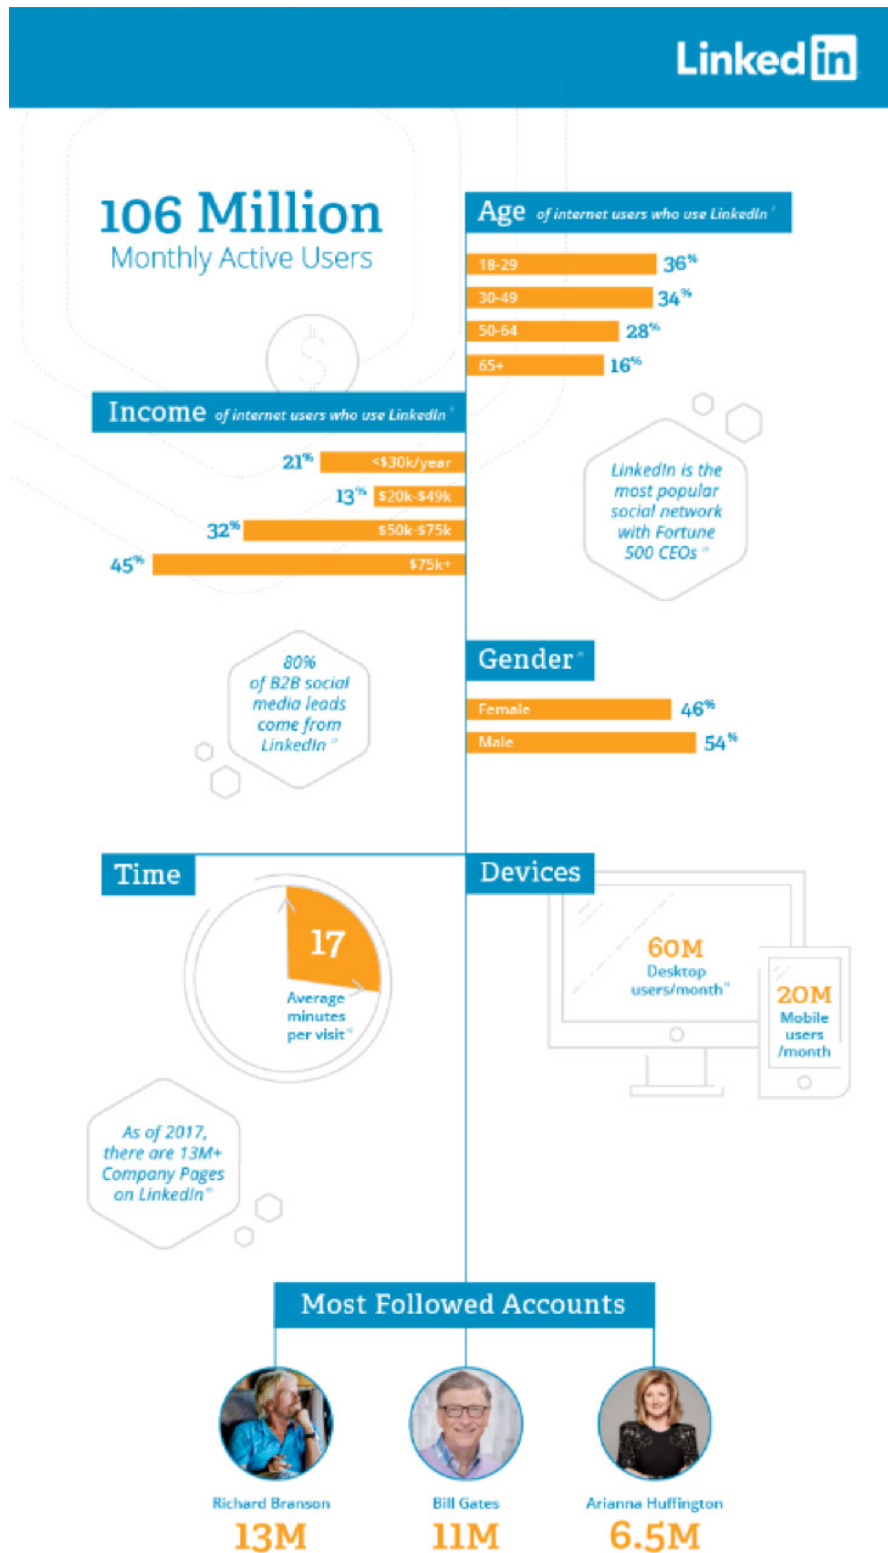 Linked in
106 Million
Monthly Active Users
Age of internet users who use LinkedIn
18-29 36%
30-49 34%
50-64 28%
65+ 16%
Income of internet users who use LinkedIn
21% <$30k/year
13% $20k-$49k
32% $50k-$75k
45% $75k+
LinkedIn is the
most popular
social network
with Fortune
500 CEOs
80%
of B2B social
media leads
come from
LinkedIn
Gender
Female 46%
Male 54%
Time
17
Average
minutes
per visit
Devices
60M
Desktop
users/month
20M
Mobile
users
/month
As of 2017,
there are 13M+
Company Pages
on LinkedIn
Most Followed Accounts
Richard Branson
13M
Bill Gates
11M
Arianna Huffington
6.5M